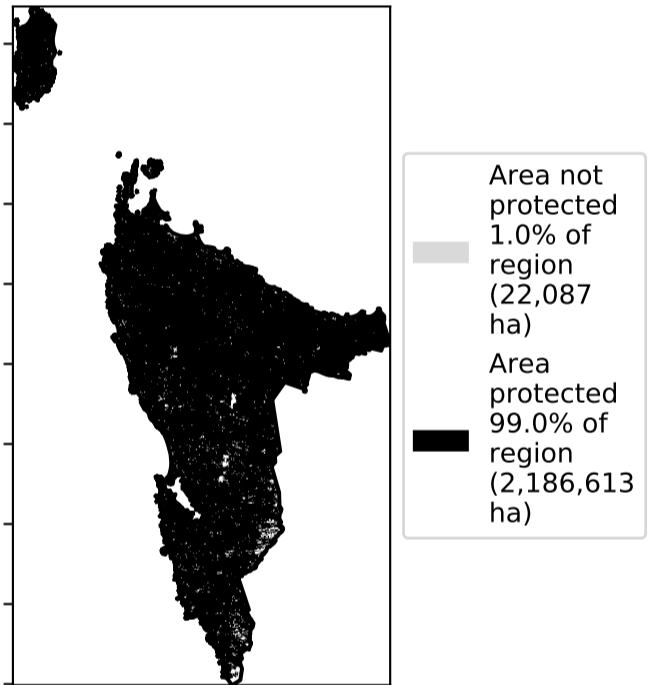 Area not
protected
1.0% of
region
(22,087
ha)
Area
protected
99.0% of
region
(2,186,613
ha)